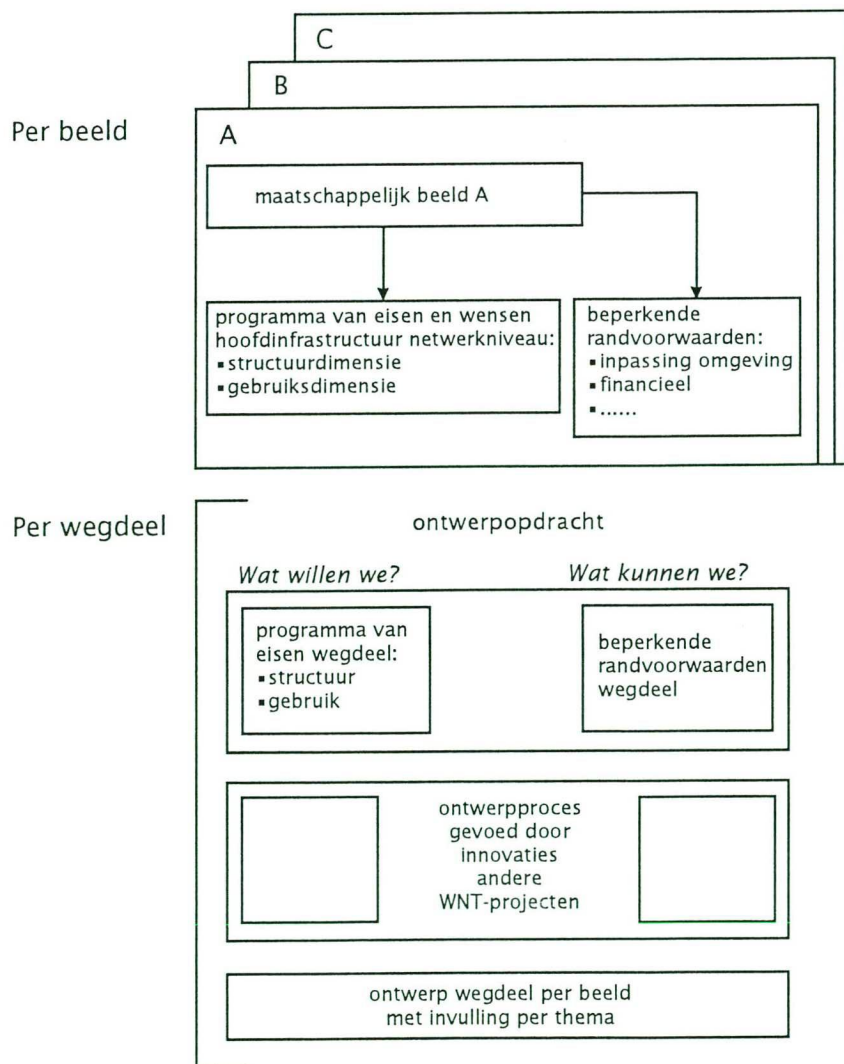 C
B
Per beeld
A
maatschappelijk beeld A
programma van eisen en wensen
hoofdinfrastructuur netwerkniveau:
▪structuurdimensie
▪gebruiksdimensie
beperkende
randvoorwaarden:
▪inpassing omgeving
▪financieel
▪......
Per wegdeel
ontwerpopdracht
Wat willen we?
Wat kunnen we?
programma van
eisen wegdeel:
▪structuur
▪gebruik
beperkende
randvoorwaarden
wegdeel
ontwerpproces
gevoed door
innovaties
andere
WNT-projecten
ontwerp wegdeel per beeld
met invulling per thema